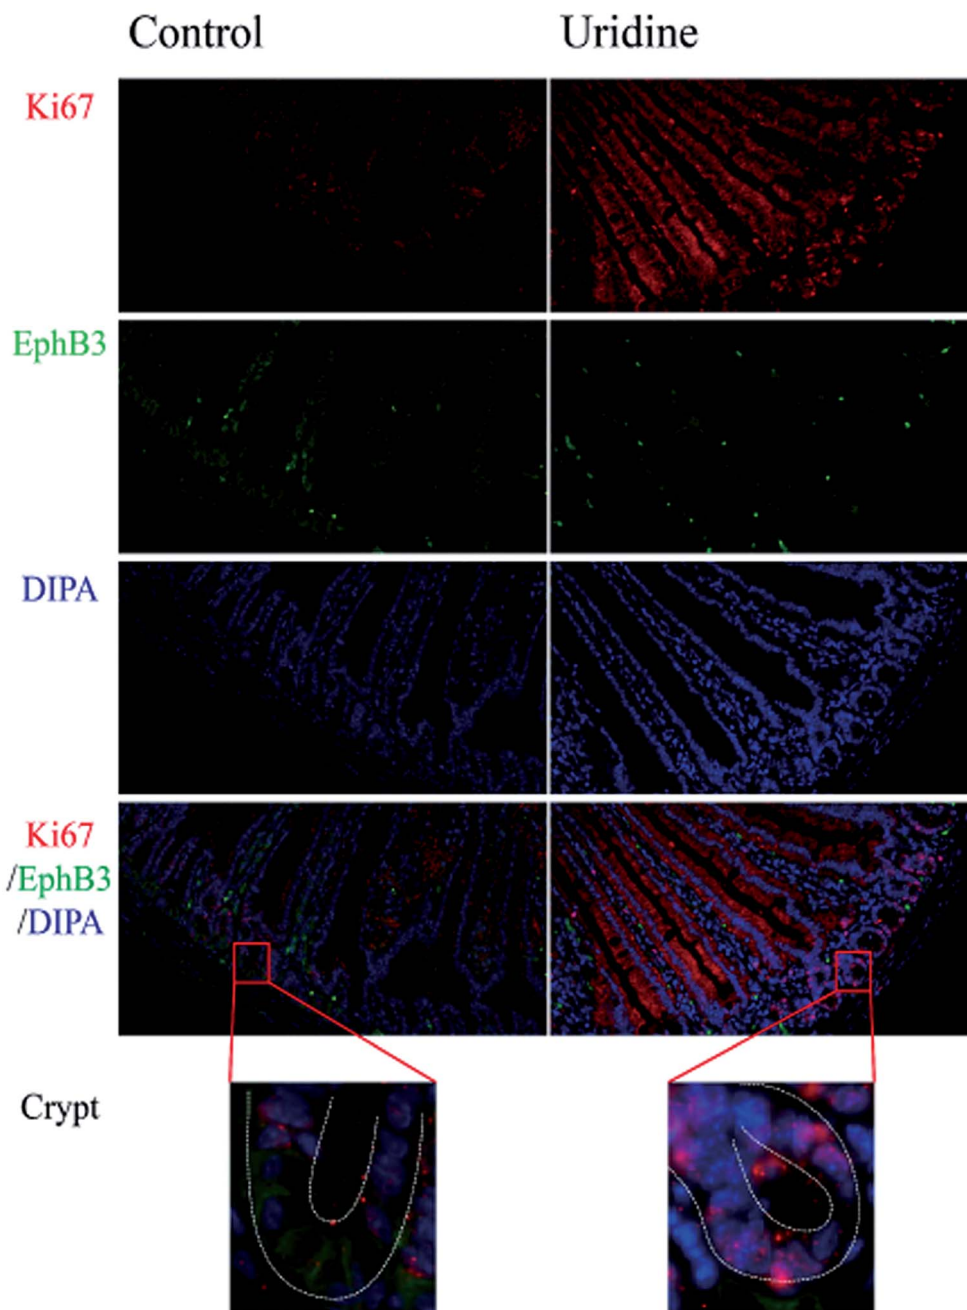 Control Uridine
Ki67
EphB3
DIPA
Ki67
/EphB3
/DIPA
Crypt